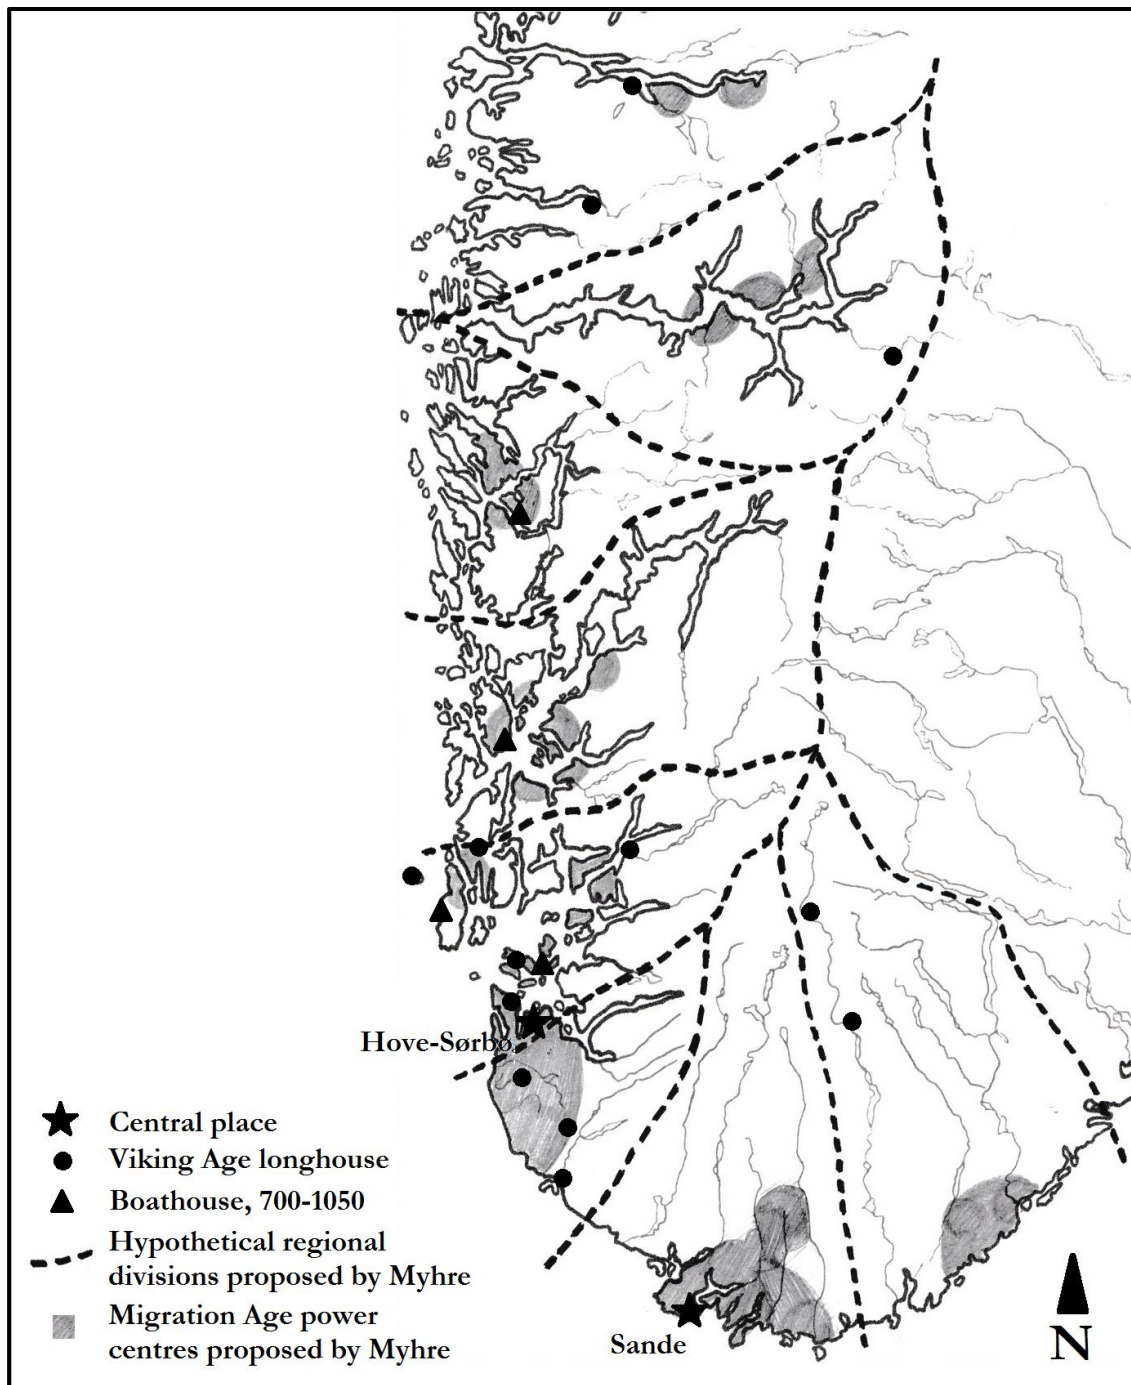 Hove-Sørbø
Central place
Viking Age longhouse
Boathouse, 700-1050
Hypothetical regional
divisions proposed by Myhre
Migration Age power
centres proposed by Myhre
Sande
N